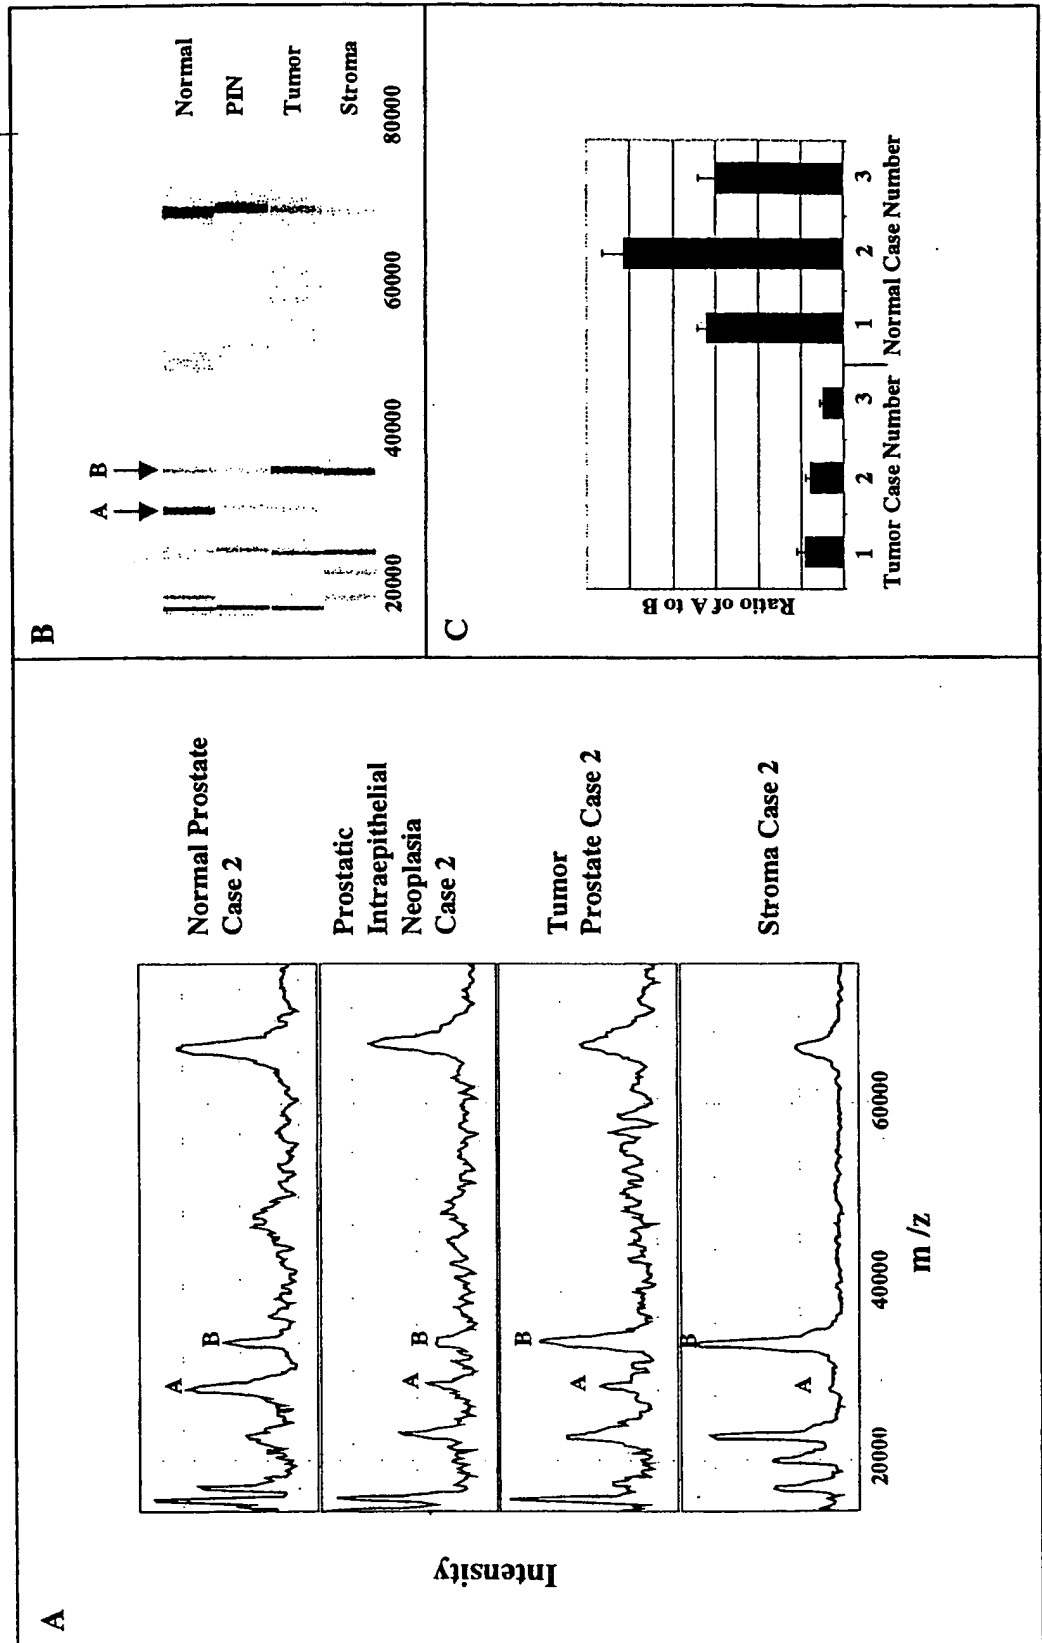 A
Intensity
A
B
Normal Prostate
Case 2
A
B
Prostatic
Intraepithelial
Neoplasia
Case 2
A
B
Tumor
Prostate Case 2
A
B
Stroma Case 2
20000
40000
60000
m /z
B
A
B
Normal
PIN
Tumor
Stroma
20000
40000
60000
80000
C
Ratio of A to B
1
2
3
1
2
3
Tumor Case Number
Normal Case Number